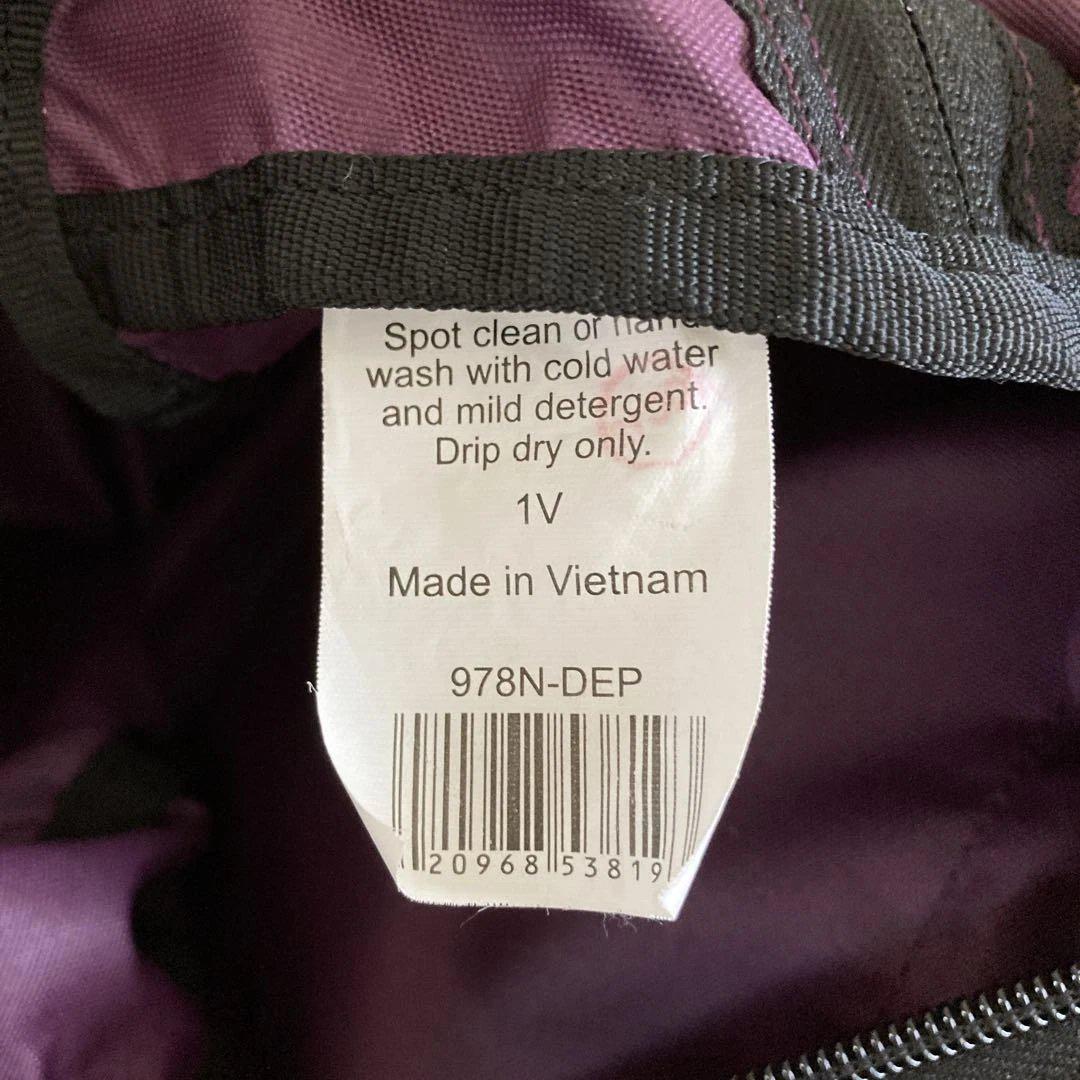 Spot clean or hand
wash with cold water
and mild detergent.
Drip dry only.
1V
Made in Vietnam
978N-DEP
20968 53819